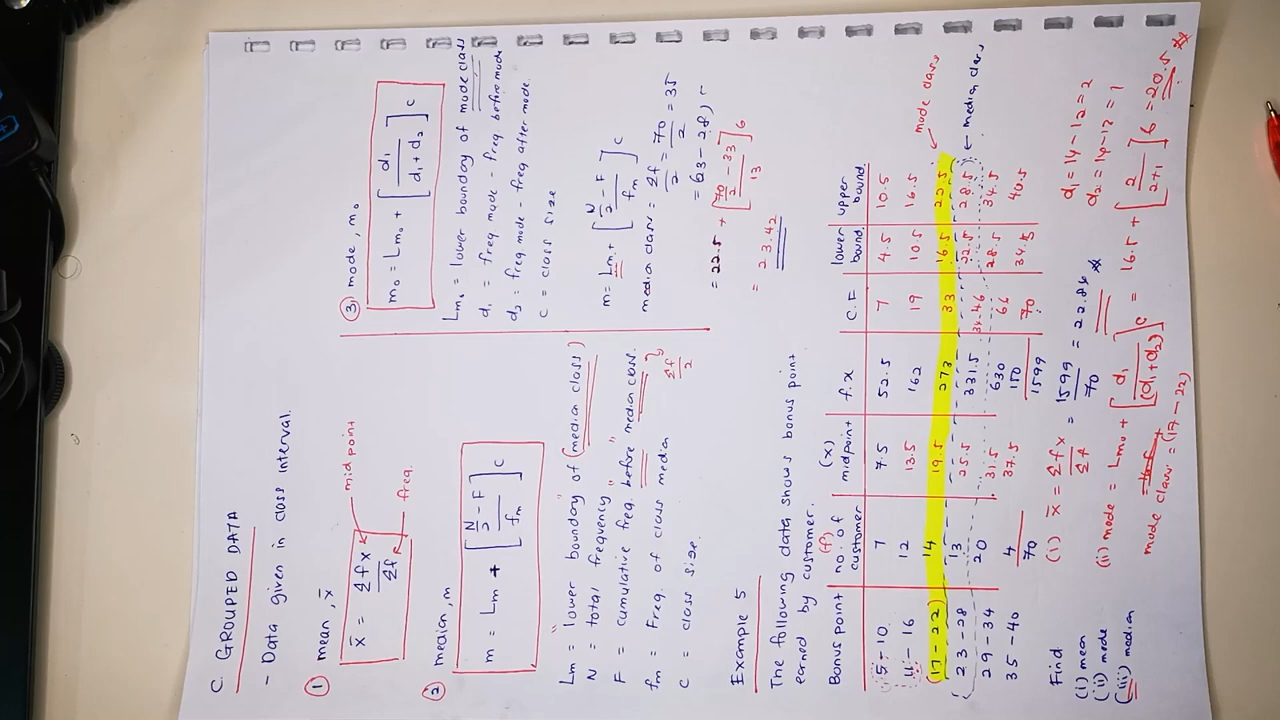 C. GROUPED DATA
- Data given in class interval.
① mean, x̄
x̄ = Σfx / Σf
mid point
freq.
② median, m
m = Lm + [ (N/2 - F) / fm ] c
Lm = "lower boundary of (median class)
N = total frequency"
F = cumulative freq. before "median class.
Σf/2
fm = Freq. of class median
c = class size.
③ mode, mo
mo = Lmo + [ d1 / (d1 + d2) ] c
Lmo = lower boundary of mode class
d1 = freq mode - freq before mode
d2 = freq mode - freq after mode.
c = class size
m = Lm + [ (N/2 - F) / fm ] c
median class = Σf/2 = 70/2 = 35
= 22.5 + [ (70/2 - 33) / 13 ] 6
= 23.42
Example 5
The following data shows bonus point
earned by customer.
Bonus point (f) no. of customer (x) midpoint f.x C.F lower bound. upper bound.
5 - 10 7 7.5 52.5 7 4.5 10.5
11 - 16 12 13.5 162 19 10.5 16.5
(17 - 22) 14 19.5 273 33 16.5 22.5 ← mode class
23 - 28 13 25.5 331.5 34.46 22.5 28.5 ← median class
29 - 34 20 31.5 630 66 28.5 34.5
35 - 40 4 37.5 150 70 34.5 40.5
70 1599
Find
(i) mean
(ii) mode
(iii) median
(i) x̄ = Σfx / Σf = 1599 / 70 = 22.84
(ii) mode = Lmo + [ d1 / (d1 + d2) ] c = 16.5 + [ 2 / (2+1) ] 6 = 20.5
mode class = (17 - 22)
d1 = 14 - 12 = 2
d2 = 14 - 13 = 1